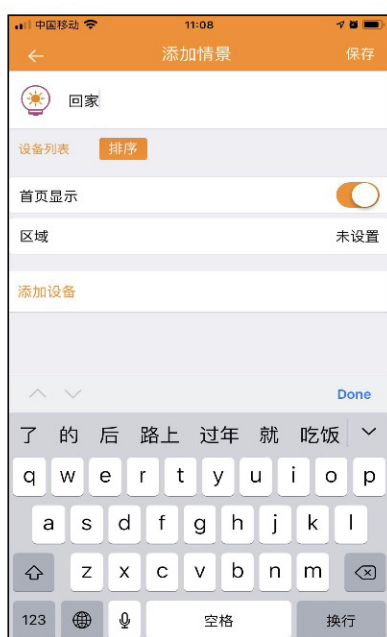 中国移动 11:08
← 添加情景 保存
回家
设备列表 排序
首页显示
区域 未设置
添加设备
Done
了 的 后 路上 过年 就 吃饭
q w e r t y u i o p
a s d f g h j k l
z x c v b n m
123 空格 换行